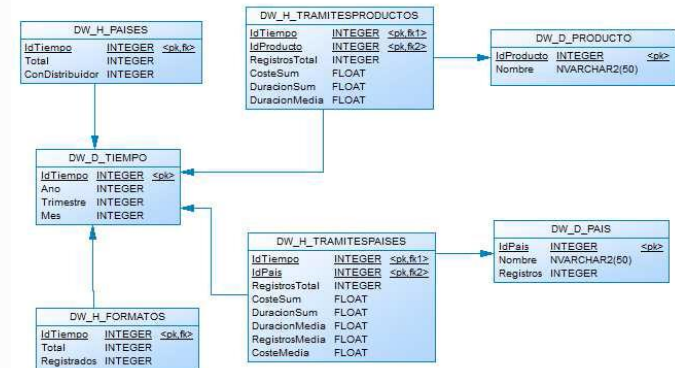 DW_H_PAISES
IdTiempo INTEGER <pk,fk>
Total INTEGER
ConDistribuidor INTEGER
DW_H_TRAMITESPRODUCTOS
IdTiempo INTEGER <pk,fk1>
IdProducto INTEGER <pk,fk2>
RegistrosTotal INTEGER
CosteSum FLOAT
DuracionSum FLOAT
DuracionMedia FLOAT
DW_D_PRODUCTO
IdProducto INTEGER <pk>
Nombre NVARCHAR2(50)
DW_D_TIEMPO
IdTiempo INTEGER <pk>
Ano INTEGER
Trimestre INTEGER
Mes INTEGER
DW_H_TRAMITESPAISES
IdTiempo INTEGER <pk,fk1>
IdPais INTEGER <pk,fk2>
RegistrosTotal INTEGER
CosteSum FLOAT
DuracionSum FLOAT
DuracionMedia FLOAT
RegistrosMedia FLOAT
CosteMedia FLOAT
DW_D_PAIS
IdPais INTEGER <pk>
Nombre NVARCHAR2(50)
Registros INTEGER
DW_H_FORMATOS
IdTiempo INTEGER <pk,fk>
Total INTEGER
Registrados INTEGER